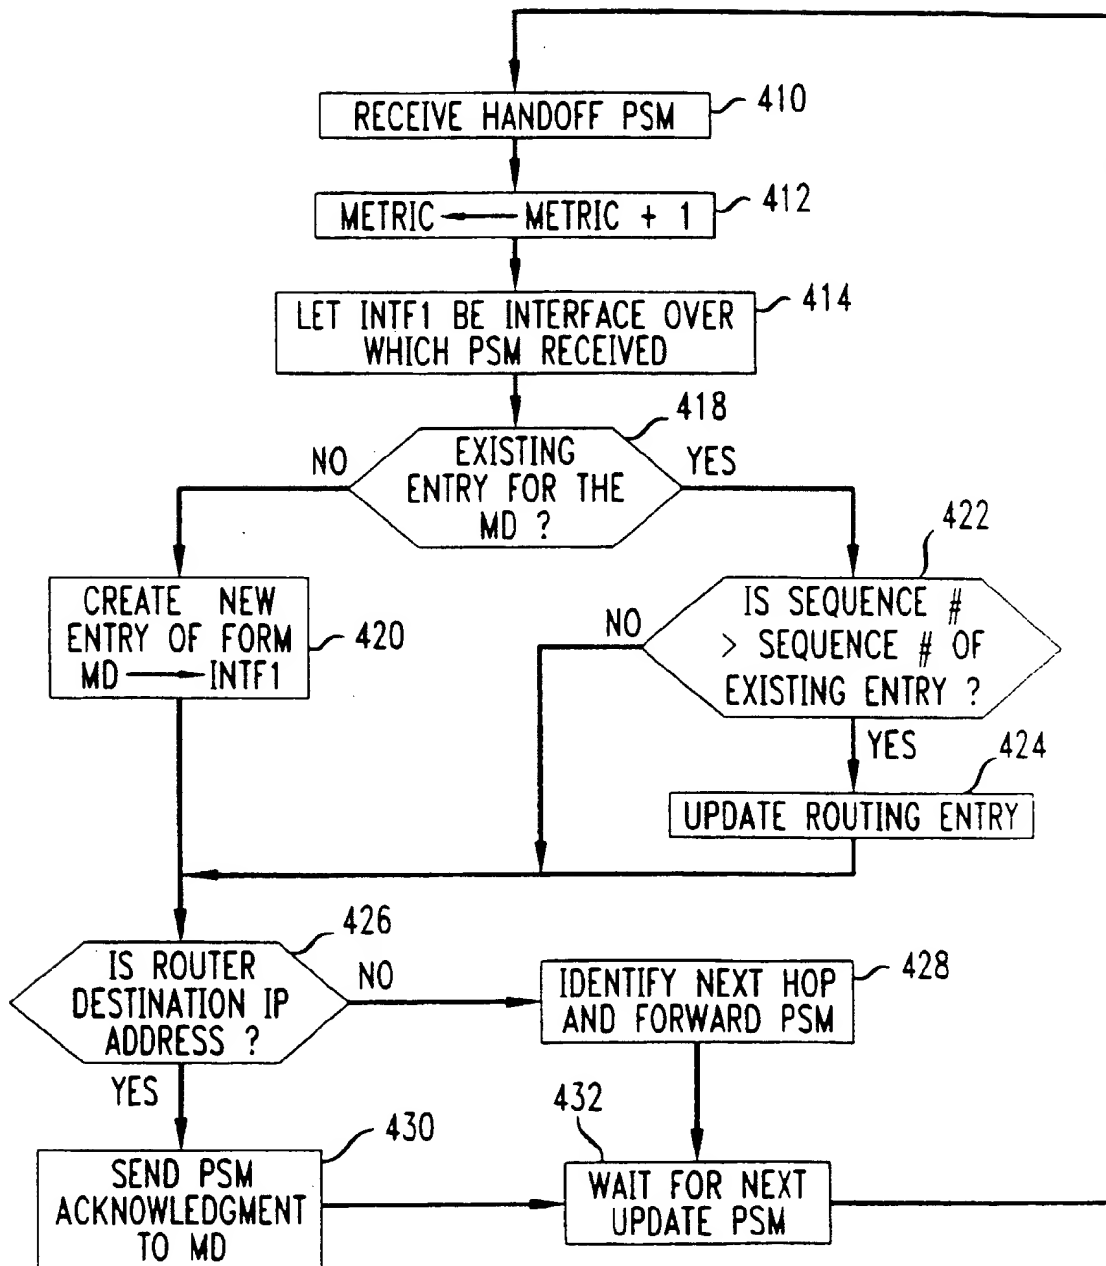 RECEIVE HANDOFF PSM
410
METRIC ← METRIC + 1
412
LET INTF1 BE INTERFACE OVER
WHICH PSM RECEIVED
414
418
EXISTING
ENTRY FOR THE
MD ?
NO
YES
CREATE NEW
ENTRY OF FORM
MD → INTF1
420
422
IS SEQUENCE #
> SEQUENCE # OF
EXISTING ENTRY ?
NO
YES
424
UPDATE ROUTING ENTRY
426
IS ROUTER
DESTINATION IP
ADDRESS ?
NO
YES
428
IDENTIFY NEXT HOP
AND FORWARD PSM
430
SEND PSM
ACKNOWLEDGMENT
TO MD
432
WAIT FOR NEXT
UPDATE PSM